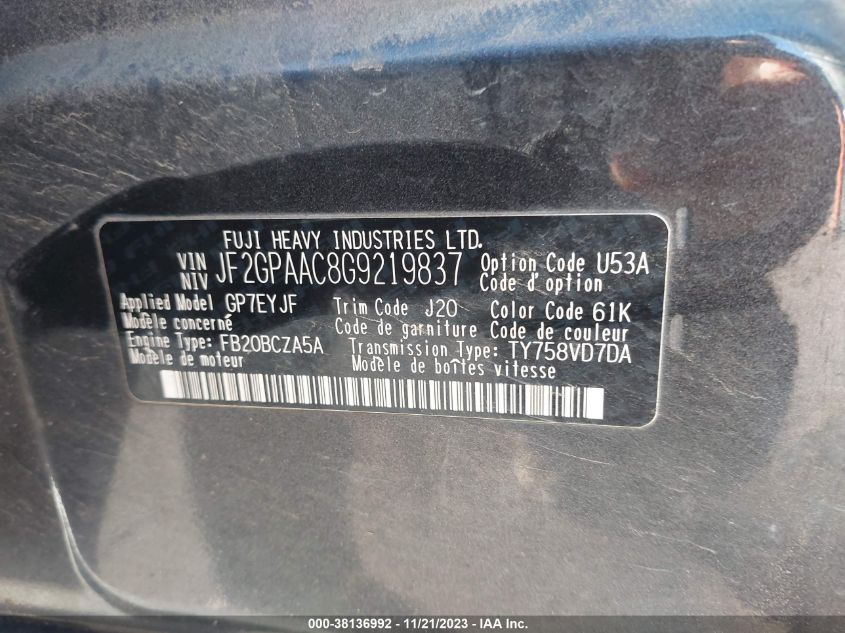 FUJI HEAVY INDUSTRIES LTD.
VIN NIV JF2GPAAC8G9219837 Option Code U53A
Code d'option
Applied Model GP7EYJF Trim Code J20 Color Code 61K
Modèle concerné Code de garniture Code de couleur
Engine Type: FB20BCZA5A Transmission Type: TY758VD7DA
Modèle de moteur Modèle de boîtes vitesse
000-38136992 - 11/21/2023 - IAA Inc.